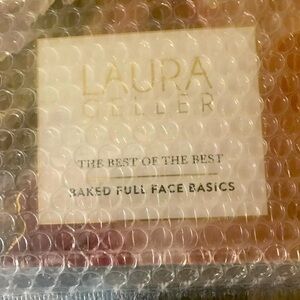 LAURA
GELLER
THE BEST OF THE BEST
BAKED FULL FACE BASICS